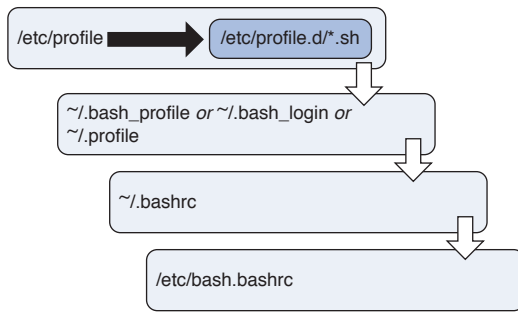 /etc/profile
/etc/profile.d/*.sh
~/.bash_profile or ~/.bash_login or
~/.profile
~/.bashrc
/etc/bash.bashrc